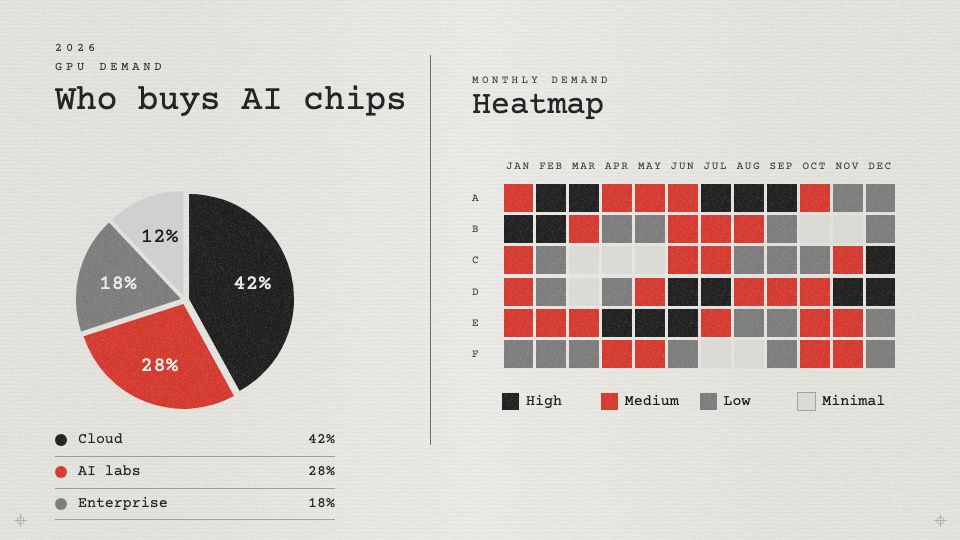 2026
GPU DEMAND
Who buys AI chips
12%
18%
42%
28%
Cloud 42%
AI labs 28%
Enterprise 18%
MONTHLY DEMAND
Heatmap
JAN FEB MAR APR MAY JUN JUL AUG SEP OCT NOV DEC
A
B
C
D
E
F
High Medium Low Minimal